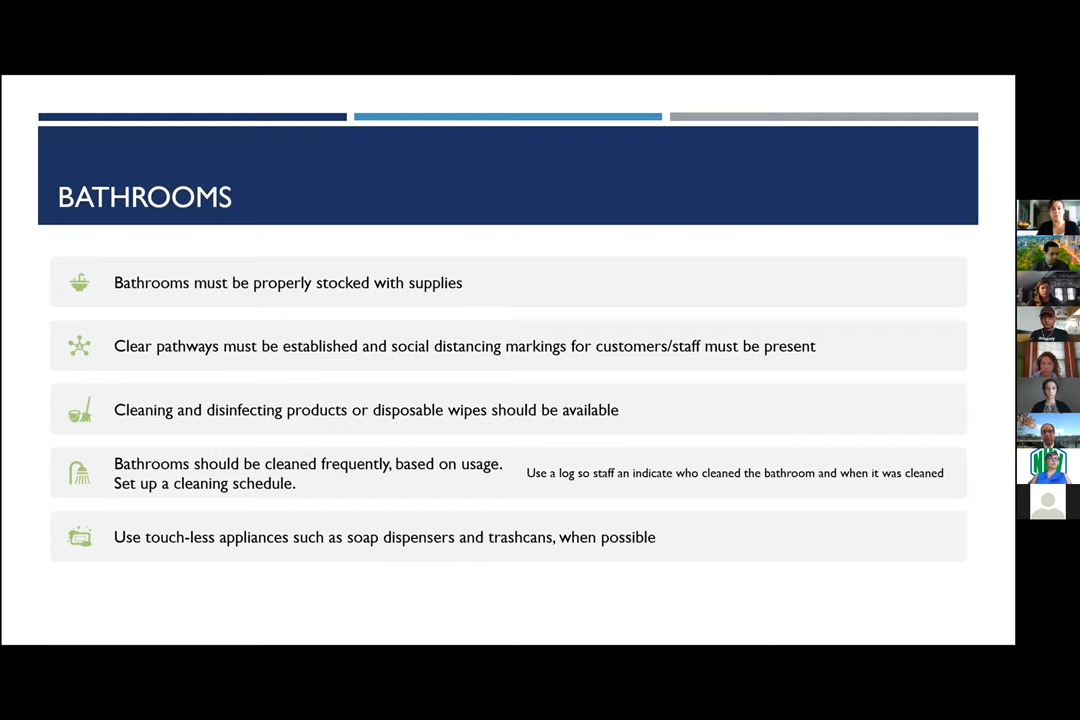 BATHROOMS
Bathrooms must be properly stocked with supplies
Clear pathways must be established and social distancing markings for customers/staff must be present
Cleaning and disinfecting products or disposable wipes should be available
Bathrooms should be cleaned frequently, based on usage.
Set up a cleaning schedule.
Use a log so staff an indicate who cleaned the bathroom and when it was cleaned
Use touch-less appliances such as soap dispensers and trashcans, when possible